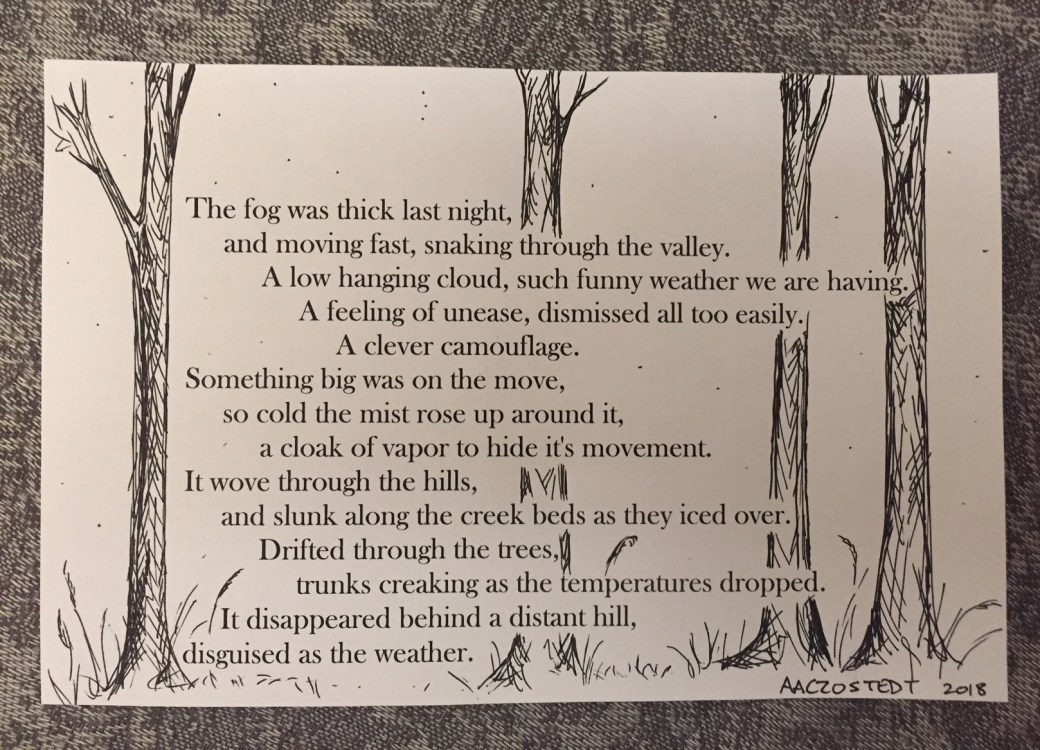 The fog was thick last night,
and moving fast, snaking through the valley.
A low hanging cloud, such funny weather we are having.
A feeling of unease, dismissed all too easily.
A clever camouflage.
Something big was on the move,
so cold the mist rose up around it,
a cloak of vapor to hide it's movement.
It wove through the hills,
and slunk along the creek beds as they iced over.
Drifted through the trees,
trunks creaking as the temperatures dropped.
It disappeared behind a distant hill,
disguised as the weather.
AACZOSTEDT 2018